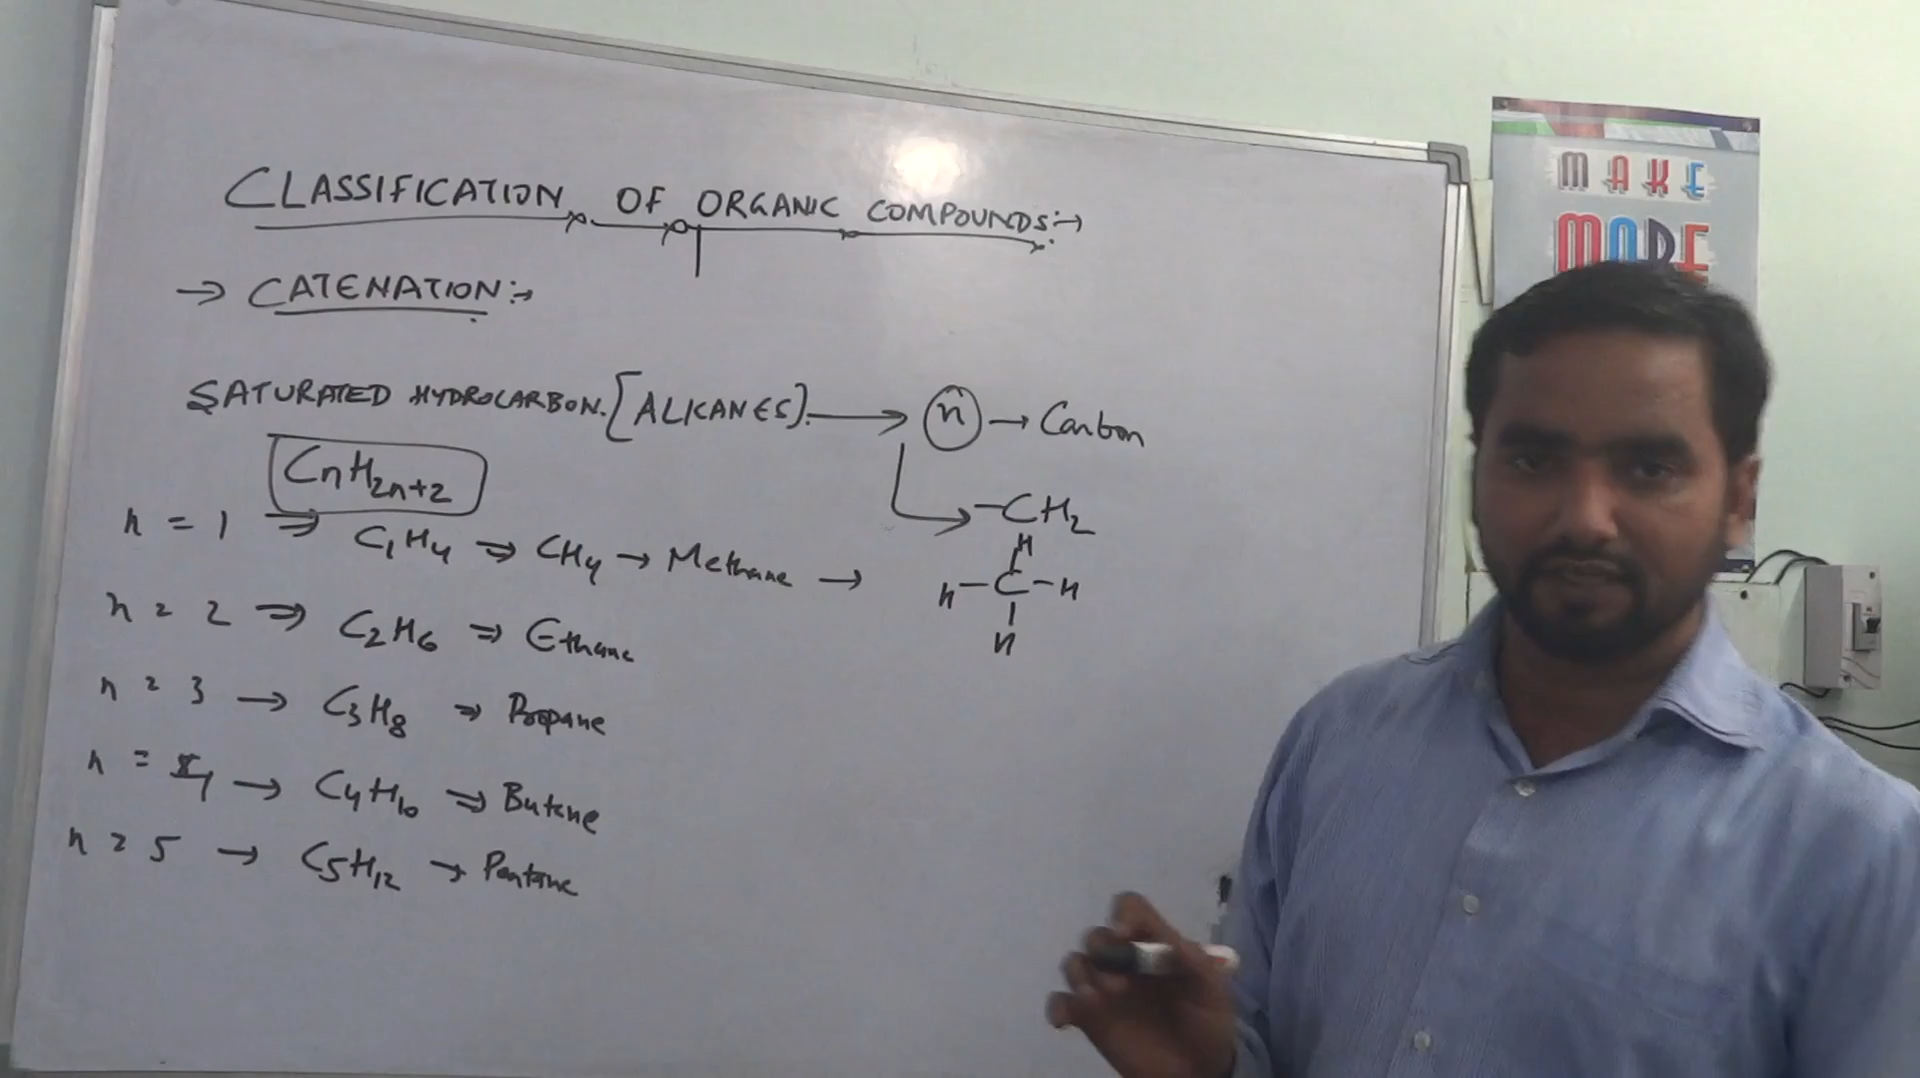 CLASSIFICATION OF ORGANIC COMPOUNDS:→
→ CATENATION:→
SATURATED HYDROCARBON. [ALKANES]. → n → Carbon
CnH2n+2
-CH2
n = 1 ⇒ C1H4 ⇒ CH4 → Methane →
H
H-C-H
H
n = 2 ⇒ C2H6 ⇒ Ethane
n = 3 → C3H8 ⇒ Propane
n = 4 → C4H10 ⇒ Butane
n = 5 → C5H12 → Pentane
MAKE
MADE